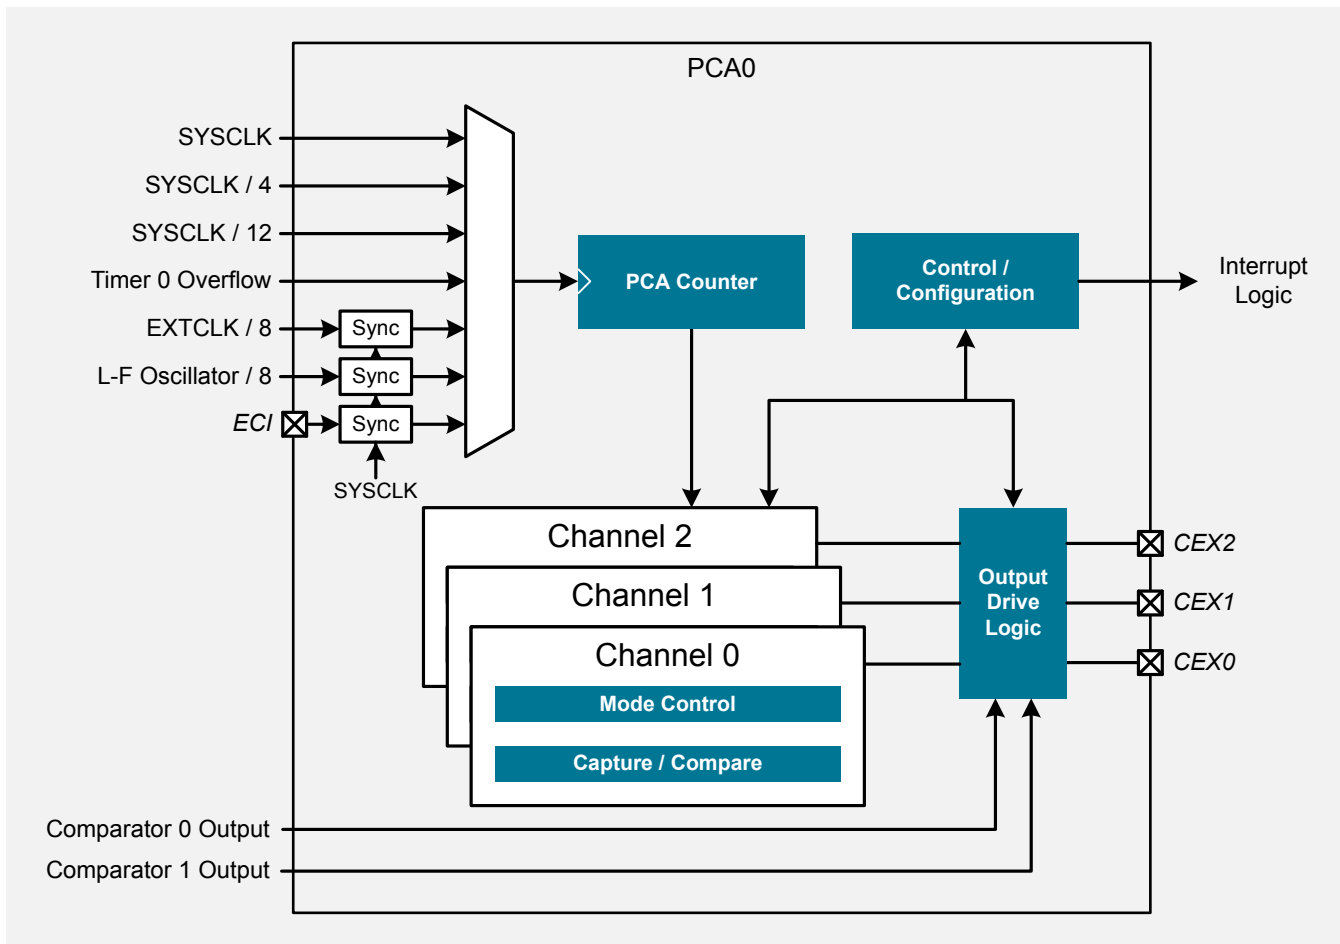 PCA0
SYSCLK
SYSCLK / 4
SYSCLK / 12
Timer 0 Overflow
EXTCLK / 8
L-F Oscillator / 8
ECI
Sync
Sync
Sync
SYSCLK
PCA Counter
Control /
Configuration
Interrupt
Logic
Channel 2
Channel 1
Channel 0
Mode Control
Capture / Compare
Output
Drive
Logic
CEX2
CEX1
CEX0
Comparator 0 Output
Comparator 1 Output